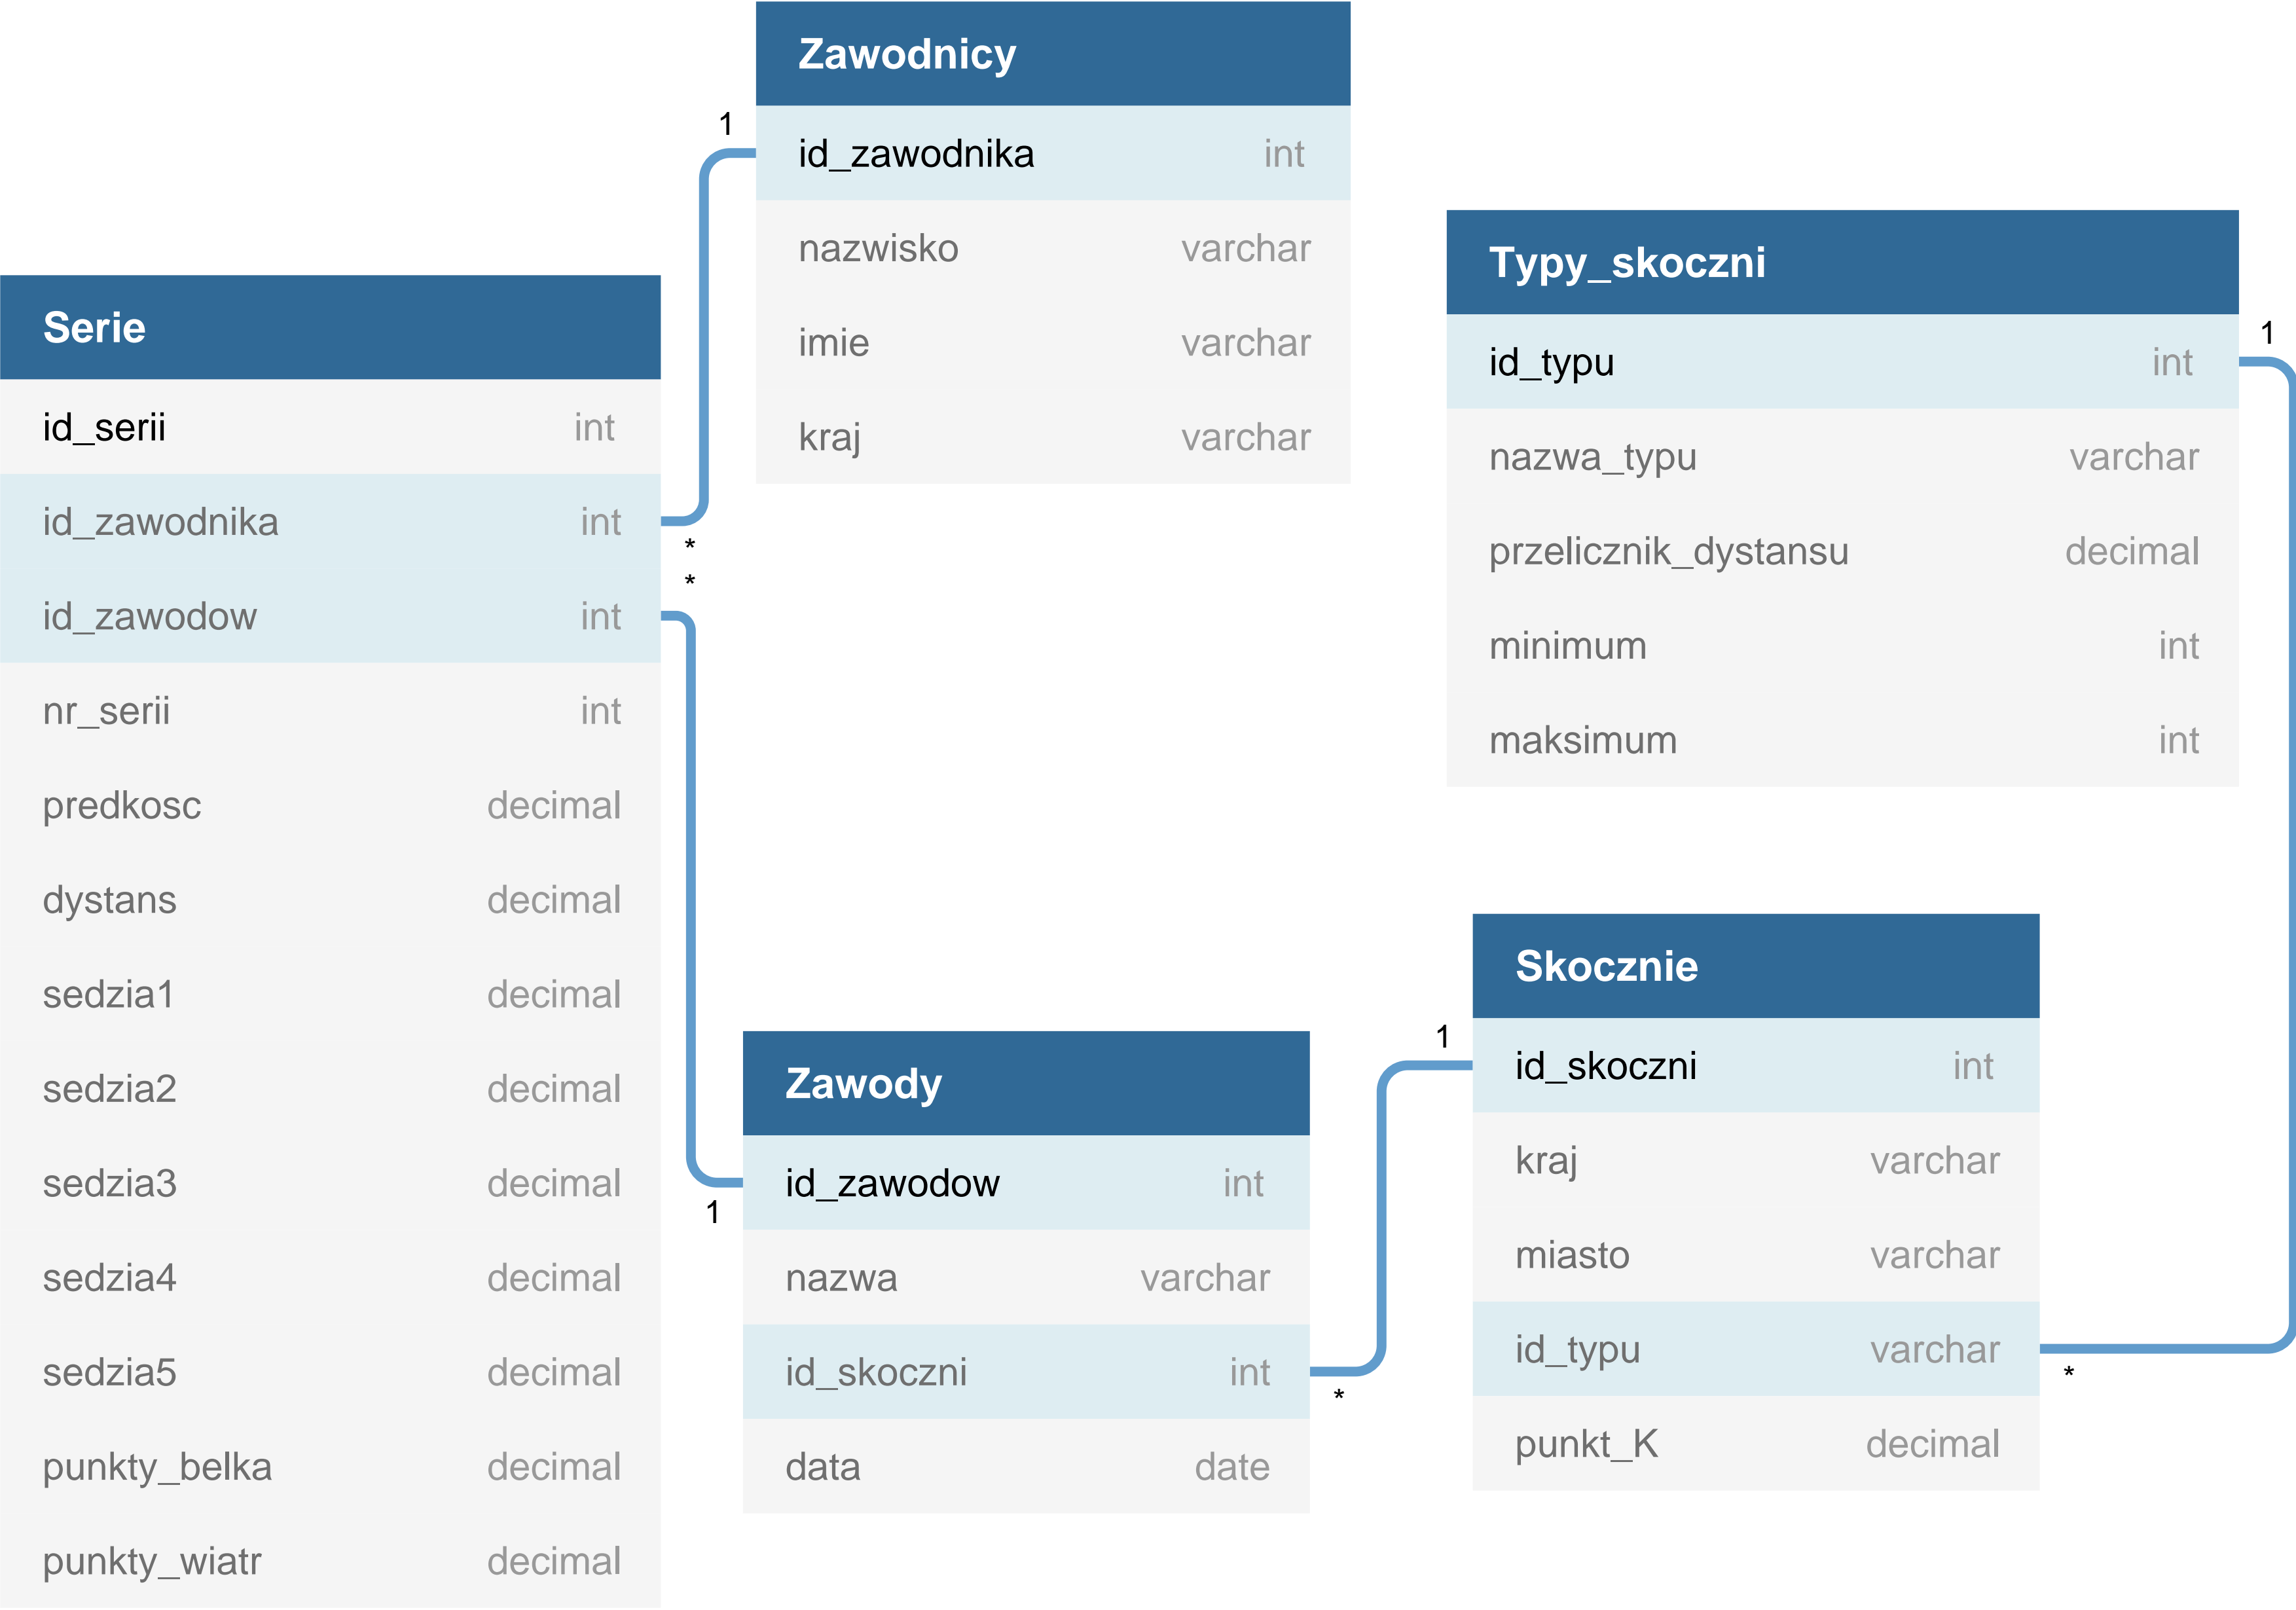 Zawodnicy
id_zawodnika int
nazwisko varchar
imie varchar
kraj varchar
1
*
Typy_skoczni
id_typu int
nazwa_typu varchar
przelicznik_dystansu decimal
minimum int
maksimum int
1
*
Serie
id_serii int
id_zawodnika int
id_zawodow int
nr_serii int
predkosc decimal
dystans decimal
sedzia1 decimal
sedzia2 decimal
sedzia3 decimal
sedzia4 decimal
sedzia5 decimal
punkty_belka decimal
punkty_wiatr decimal
*
1
Zawody
id_zawodow int
nazwa varchar
id_skoczni int
data date
*
1
Skocznie
id_skoczni int
kraj varchar
miasto varchar
id_typu varchar
punkt_K decimal